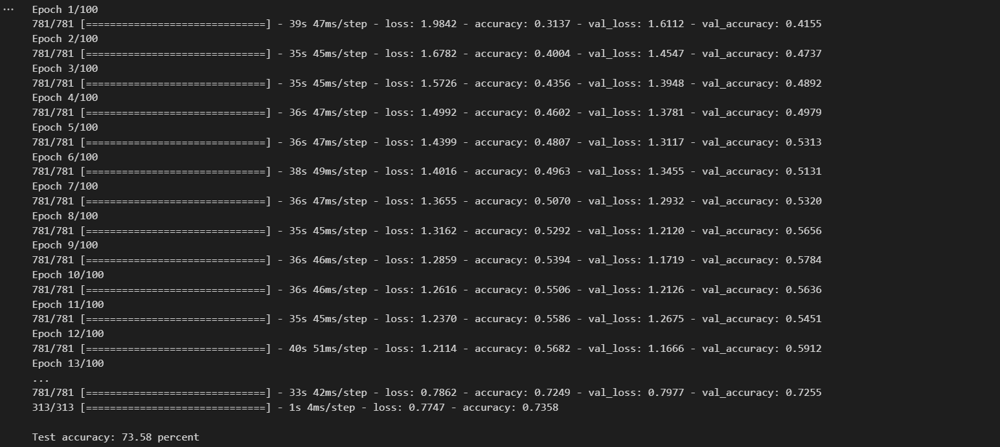 ...
Epoch 1/100
781/781 [==============================] - 39s 47ms/step - loss: 1.9842 - accuracy: 0.3137 - val_loss: 1.6112 - val_accuracy: 0.4155
Epoch 2/100
781/781 [==============================] - 35s 45ms/step - loss: 1.6782 - accuracy: 0.4004 - val_loss: 1.4547 - val_accuracy: 0.4737
Epoch 3/100
781/781 [==============================] - 35s 45ms/step - loss: 1.5726 - accuracy: 0.4356 - val_loss: 1.3948 - val_accuracy: 0.4892
Epoch 4/100
781/781 [==============================] - 36s 47ms/step - loss: 1.4992 - accuracy: 0.4602 - val_loss: 1.3781 - val_accuracy: 0.4979
Epoch 5/100
781/781 [==============================] - 36s 47ms/step - loss: 1.4399 - accuracy: 0.4807 - val_loss: 1.3117 - val_accuracy: 0.5313
Epoch 6/100
781/781 [==============================] - 38s 49ms/step - loss: 1.4016 - accuracy: 0.4963 - val_loss: 1.3455 - val_accuracy: 0.5131
Epoch 7/100
781/781 [==============================] - 36s 47ms/step - loss: 1.3655 - accuracy: 0.5070 - val_loss: 1.2932 - val_accuracy: 0.5320
Epoch 8/100
781/781 [==============================] - 35s 45ms/step - loss: 1.3162 - accuracy: 0.5292 - val_loss: 1.2120 - val_accuracy: 0.5656
Epoch 9/100
781/781 [==============================] - 36s 46ms/step - loss: 1.2859 - accuracy: 0.5394 - val_loss: 1.1719 - val_accuracy: 0.5784
Epoch 10/100
781/781 [==============================] - 36s 46ms/step - loss: 1.2616 - accuracy: 0.5506 - val_loss: 1.2126 - val_accuracy: 0.5636
Epoch 11/100
781/781 [==============================] - 35s 45ms/step - loss: 1.2370 - accuracy: 0.5586 - val_loss: 1.2675 - val_accuracy: 0.5451
Epoch 12/100
781/781 [==============================] - 40s 51ms/step - loss: 1.2114 - accuracy: 0.5682 - val_loss: 1.1666 - val_accuracy: 0.5912
Epoch 13/100
...
781/781 [==============================] - 33s 42ms/step - loss: 0.7862 - accuracy: 0.7249 - val_loss: 0.7977 - val_accuracy: 0.7255
313/313 [==============================] - 1s 4ms/step - loss: 0.7747 - accuracy: 0.7358
Test accuracy: 73.58 percent